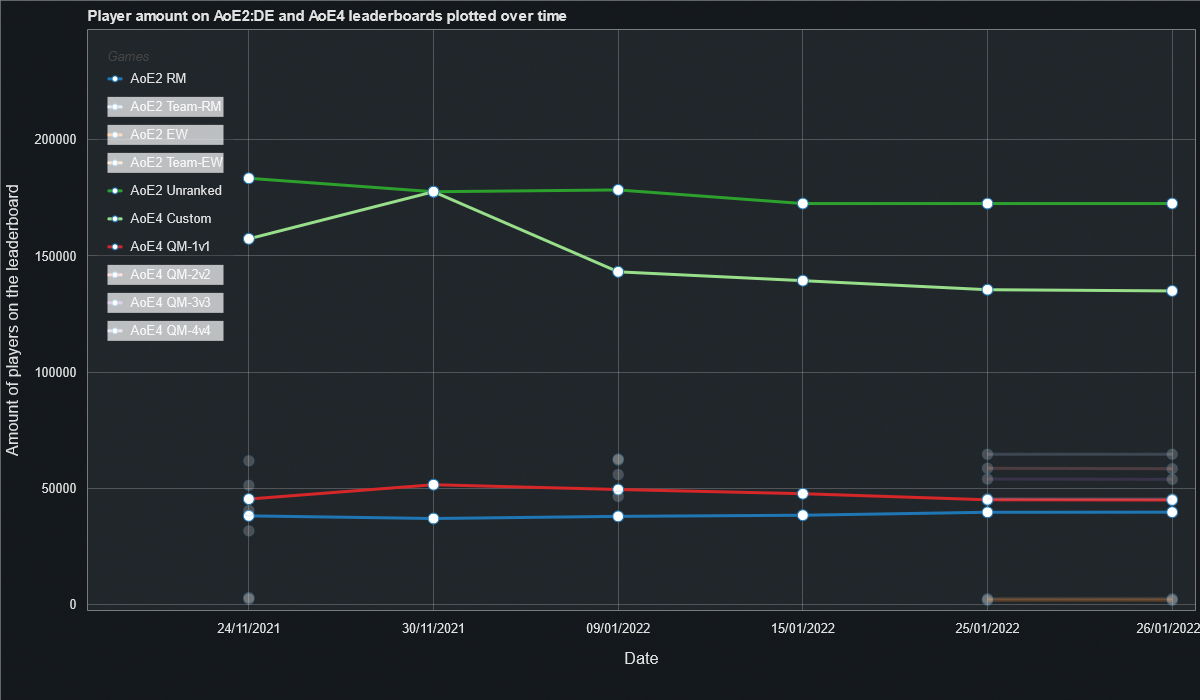 Player amount on AoE2:DE and AoE4 leaderboards plotted over time
Games
AoE2 RM
AoE2 Team-RM
AoE2 EW
AoE2 Team-EW
AoE2 Unranked
AoE4 Custom
AoE4 QM-1v1
AoE4 QM-2v2
AoE4 QM-3v3
AoE4 QM-4v4
Amount of players on the leaderboard
200000
150000
100000
50000
0
24/11/2021
30/11/2021
09/01/2022
15/01/2022
25/01/2022
26/01/2022
Date